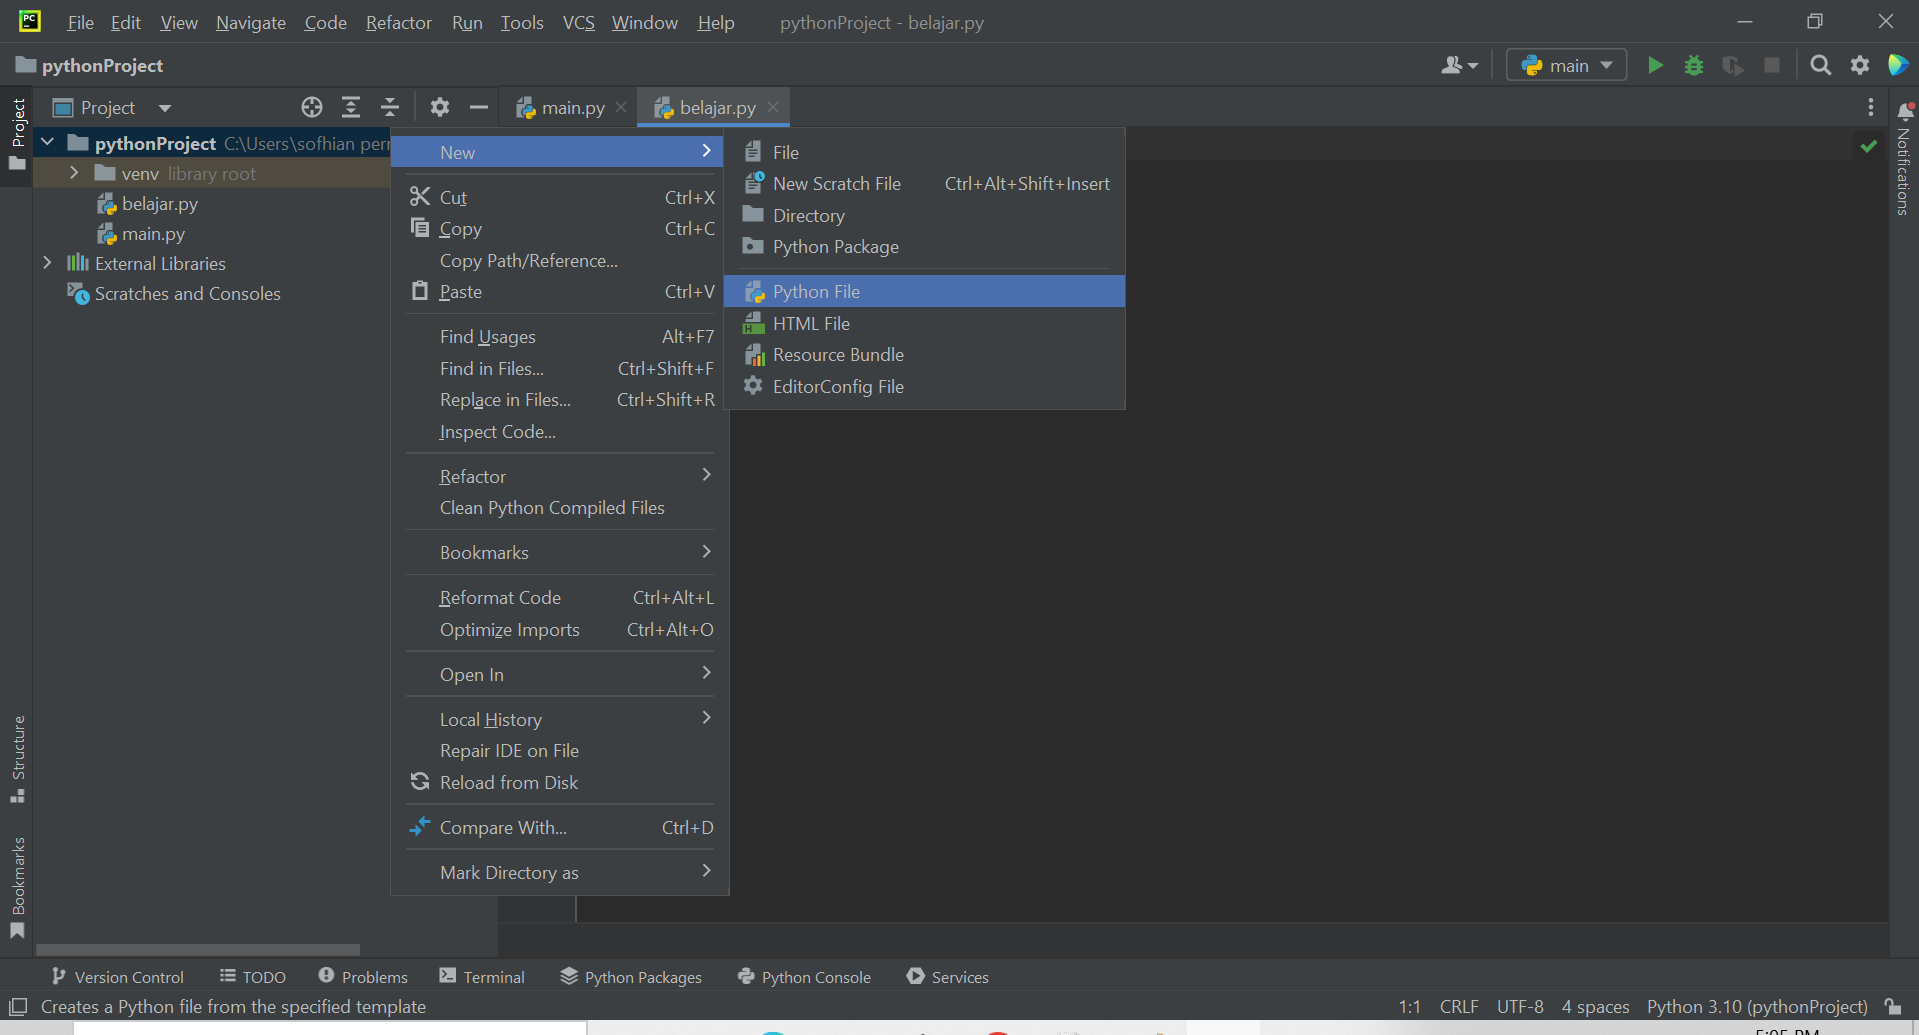 PC File Edit View Navigate Code Refactor Run Tools VCS Window Help pythonProject - belajar.py
pythonProject
main
Project
Project
main.py
belajar.py
pythonProject C:\Users\sofhian
venv library root
belajar.py
main.py
External Libraries
Scratches and Consoles
New
Cut Ctrl+X
Copy Ctrl+C
Copy Path/Reference...
Paste Ctrl+V
Find Usages Alt+F7
Find in Files... Ctrl+Shift+F
Replace in Files... Ctrl+Shift+R
Inspect Code...
Refactor
Clean Python Compiled Files
Bookmarks
Reformat Code Ctrl+Alt+L
Optimize Imports Ctrl+Alt+O
Open In
Local History
Repair IDE on File
Reload from Disk
Compare With... Ctrl+D
Mark Directory as
File
New Scratch File Ctrl+Alt+Shift+Insert
Directory
Python Package
Python File
HTML File
Resource Bundle
EditorConfig File
Notifications
Structure
Bookmarks
Version Control TODO Problems Terminal Python Packages Python Console Services
Creates a Python file from the specified template 1:1 CRLF UTF-8 4 spaces Python 3.10 (pythonProject)